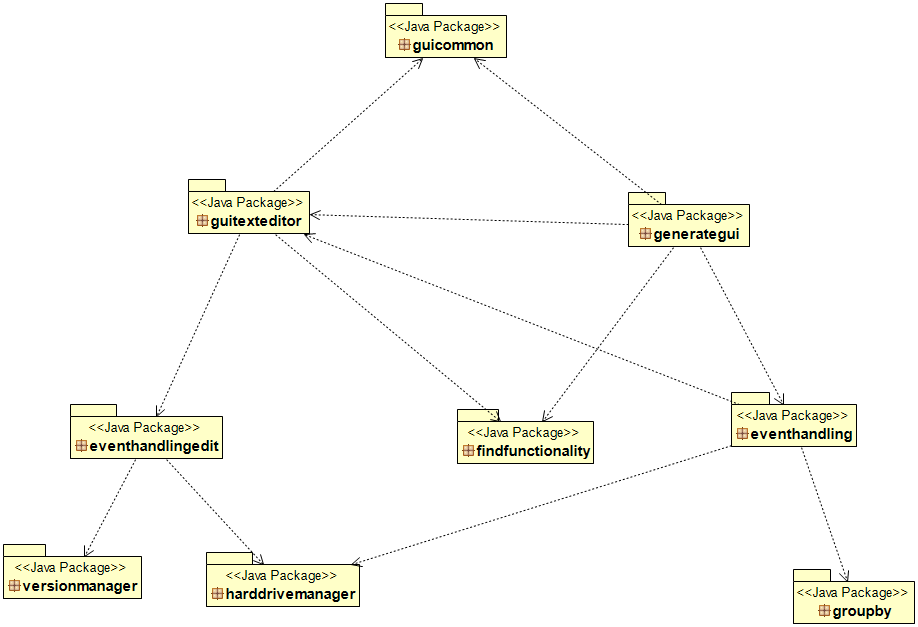 <<Java Package>>
guicommon
<<Java Package>>
guitexteditor
<<Java Package>>
generategui
<<Java Package>>
eventhandlingedit
<<Java Package>>
findfunctionality
<<Java Package>>
eventhandling
<<Java Package>>
versionmanager
<<Java Package>>
harddrivemanager
<<Java Package>>
groupby